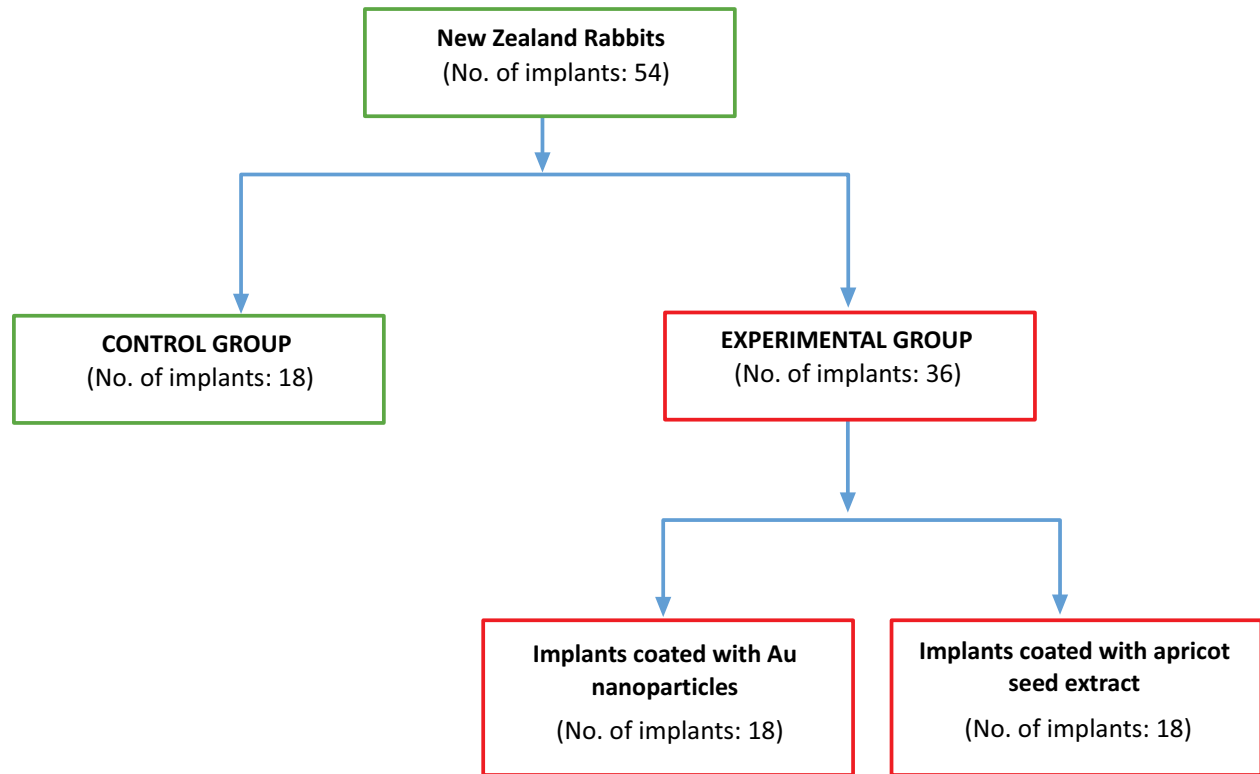 New Zealand Rabbits
(No. of implants: 54)
CONTROL GROUP
(No. of implants: 18)
EXPERIMENTAL GROUP
(No. of implants: 36)
Implants coated with Au
nanoparticles
(No. of implants: 18)
Implants coated with apricot
seed extract
(No. of implants: 18)